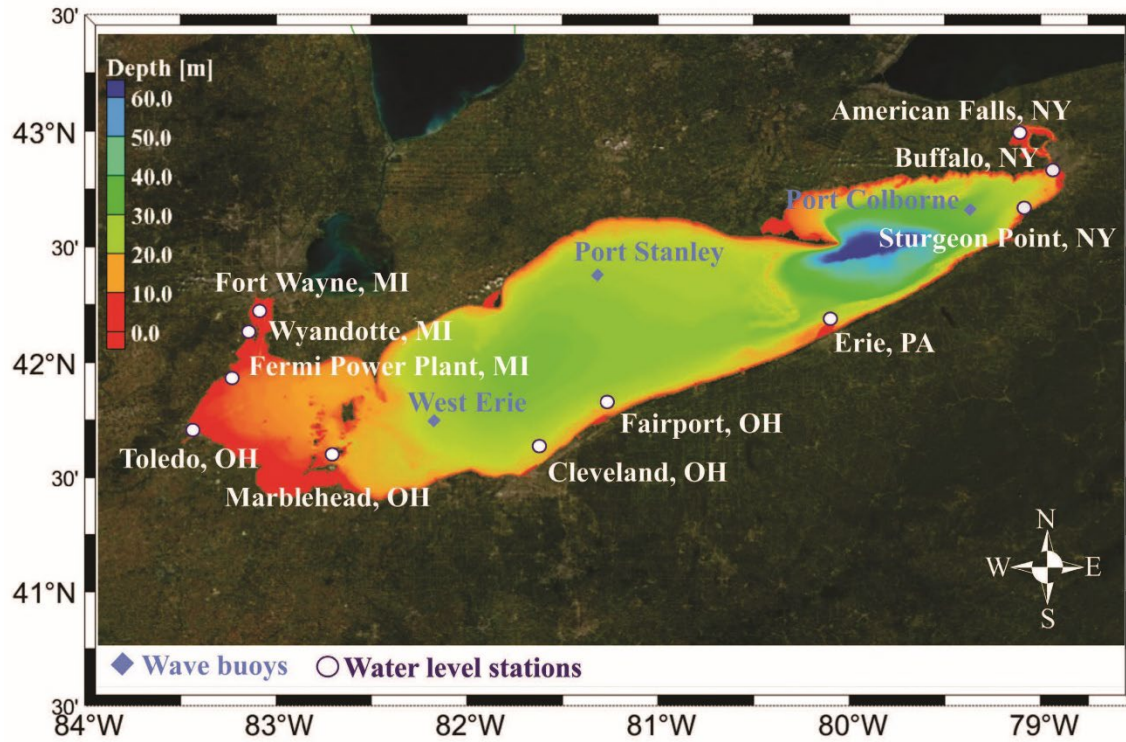 30'
Depth [m]
60.0
50.0
40.0
30.0
20.0
10.0
0.0
43°N
30'
42°N
30'
41°N
30'
American Falls, NY
Buffalo, NY
Port Colborne
Sturgeon Point, NY
Port Stanley
Fort Wayne, MI
Wyandotte, MI
Fermi Power Plant, MI
Erie, PA
West Erie
Fairport, OH
Toledo, OH
Cleveland, OH
Marblehead, OH
N
W E
S
Wave buoys Water level stations
84°W 83°W 82°W 81°W 80°W 79°W